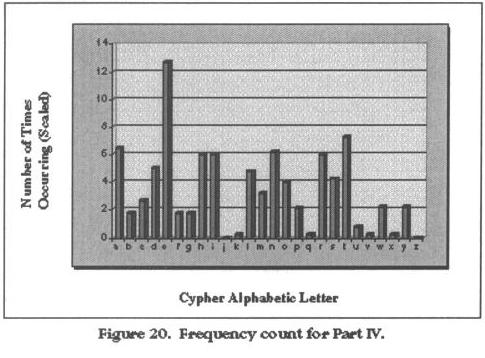 14
12
10
8
6
4
2
0
Number of Times
Occurring (Scaled)
a b c d e f g h i j k l m n o p q r s t u v w x y z
Cypher Alphabetic Letter
Figure 20. Frequency count for Part IV.